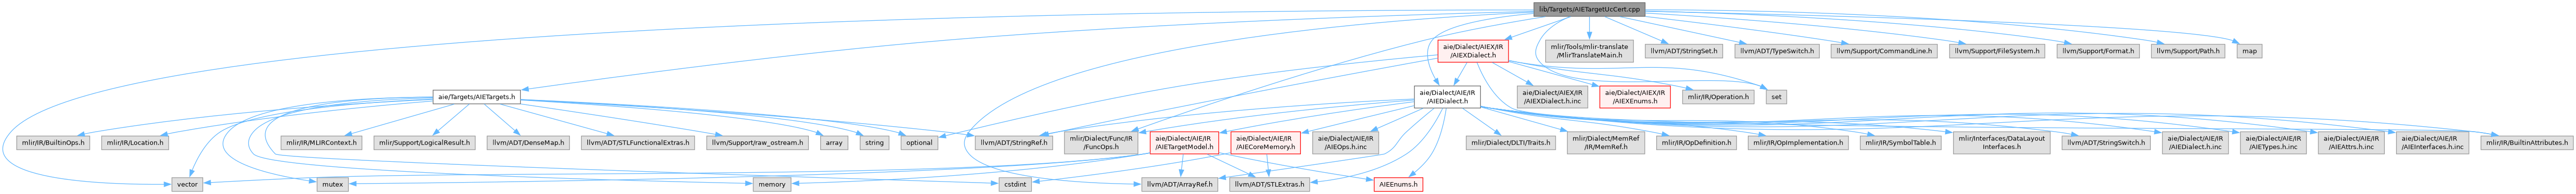 lib/Targets/AIETargetUcCert.cpp
aie/Dialect/AIEX/IR
/AIEXDialect.h
mlir/Tools/mlir-translate
/MlirTranslateMain.h
llvm/ADT/StringSet.h
llvm/ADT/TypeSwitch.h
llvm/Support/CommandLine.h
llvm/Support/FileSystem.h
llvm/Support/Format.h
llvm/Support/Path.h
map
aie/Targets/AIETargets.h
aie/Dialect/AIE/IR
/AIEDialect.h
aie/Dialect/AIEX/IR
/AIEXDialect.h.inc
aie/Dialect/AIEX/IR
/AIEXEnums.h
mlir/IR/Operation.h
set
mlir/IR/BuiltinOps.h
mlir/IR/Location.h
mlir/IR/MLIRContext.h
mlir/Support/LogicalResult.h
llvm/ADT/DenseMap.h
llvm/ADT/STLFunctionalExtras.h
llvm/Support/raw_ostream.h
array
string
optional
llvm/ADT/StringRef.h
mlir/Dialect/Func/IR
/FuncOps.h
aie/Dialect/AIE/IR
/AIETargetModel.h
aie/Dialect/AIE/IR
/AIECoreMemory.h
aie/Dialect/AIE/IR
/AIEOps.h.inc
mlir/Dialect/DLTI/Traits.h
mlir/Dialect/MemRef
/IR/MemRef.h
mlir/IR/OpDefinition.h
mlir/IR/OpImplementation.h
mlir/IR/SymbolTable.h
mlir/Interfaces/DataLayout
Interfaces.h
llvm/ADT/StringSwitch.h
aie/Dialect/AIE/IR
/AIEDialect.h.inc
aie/Dialect/AIE/IR
/AIETypes.h.inc
aie/Dialect/AIE/IR
/AIEAttrs.h.inc
aie/Dialect/AIE/IR
/AIEInterfaces.h.inc
mlir/IR/BuiltinAttributes.h
vector
mutex
memory
cstdint
llvm/ADT/ArrayRef.h
llvm/ADT/STLExtras.h
AIEEnums.h